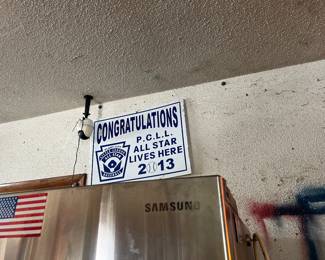 CONGRATULATIONS
P.C.L.L.
ALL STAR
LIVES HERE
2013
SAMSUNG